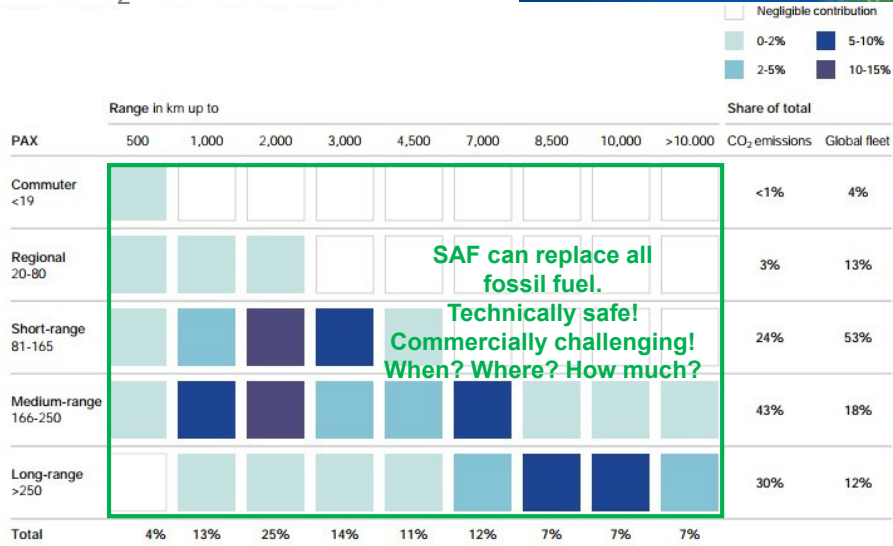 2
Negligible contribution
0-2% 5-10%
2-5% 10-15%
Range in km up to Share of total
PAX 500 1,000 2,000 3,000 4,500 7,000 8,500 10,000 >10.000 CO2 emissions Global fleet
Commuter
<19 <1% 4%
Regional
20-80 3% 13%
SAF can replace all
fossil fuel.
Technically safe!
Commercially challenging!
When? Where? How much?
Short-range
81-165 24% 53%
Medium-range
166-250 43% 18%
Long-range
>250 30% 12%
Total 4% 13% 25% 14% 11% 12% 7% 7% 7%